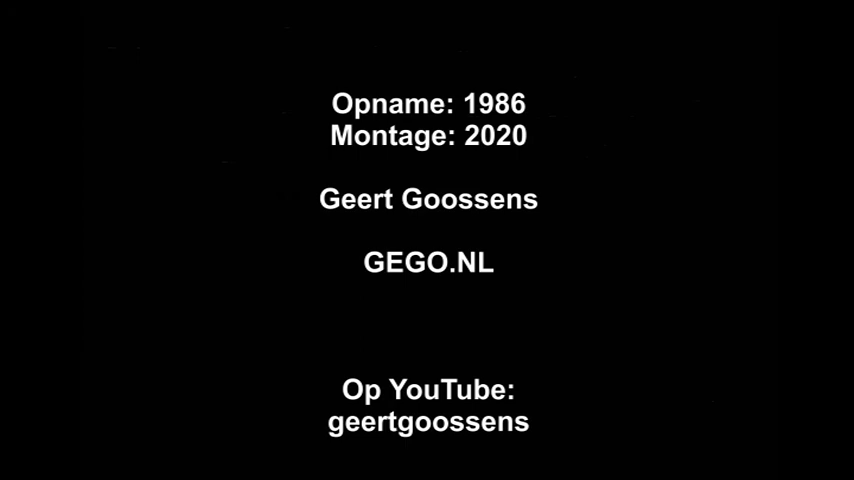 Opname: 1986
Montage: 2020
Geert Goossens
GEGO.NL
Op YouTube:
geertgoossens